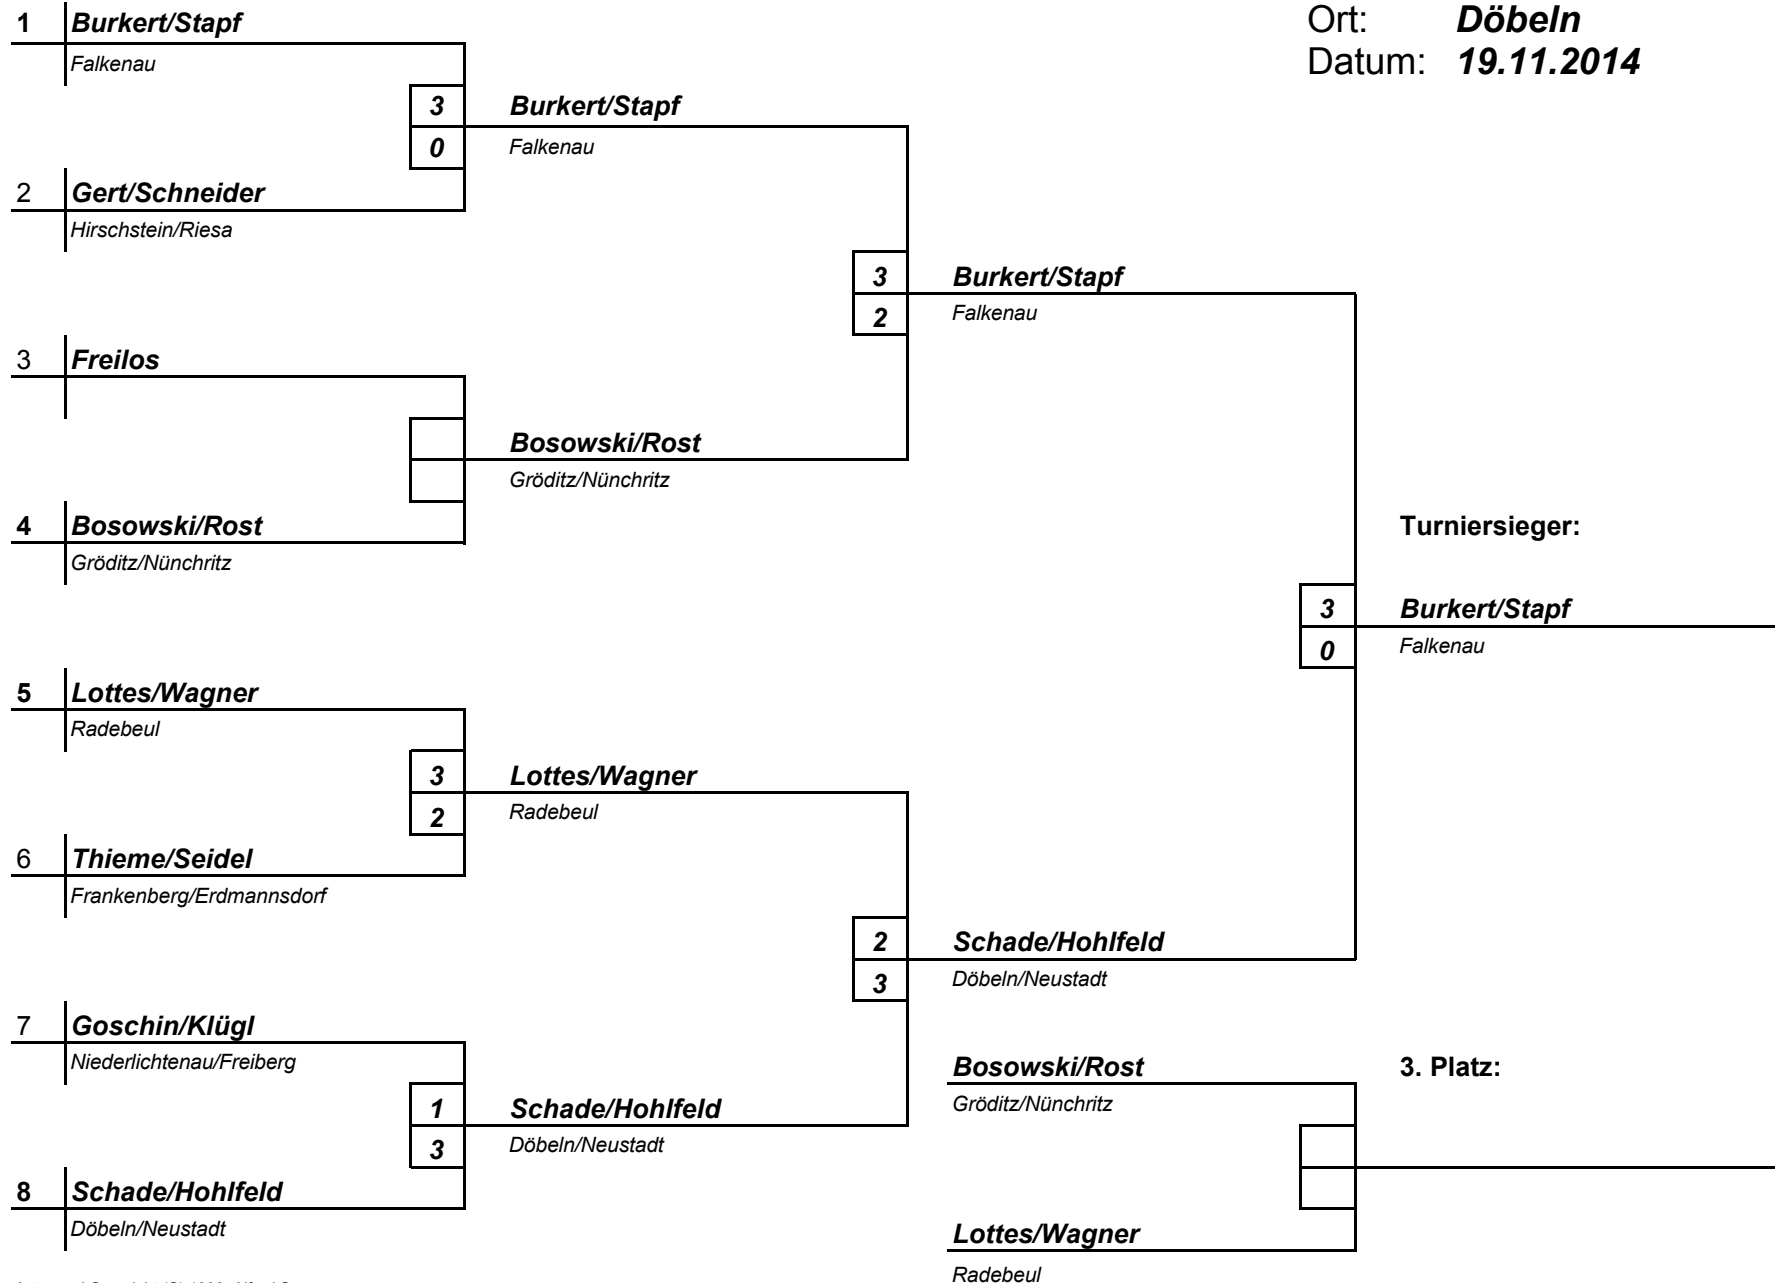 Ort: Döbeln
Datum: 19.11.2014
1 Burkert/Stapf
Falkenau
3 Burkert/Stapf
0 Falkenau
2 Gert/Schneider
Hirschstein/Riesa
3 Burkert/Stapf
2 Falkenau
3 Freilos
Bosowski/Rost
Gröditz/Nünchritz
4 Bosowski/Rost
Gröditz/Nünchritz
Turniersieger:
3 Burkert/Stapf
0 Falkenau
5 Lottes/Wagner
Radebeul
3 Lottes/Wagner
2 Radebeul
6 Thieme/Seidel
Frankenberg/Erdmannsdorf
2 Schade/Hohlfeld
3 Döbeln/Neustadt
7 Goschin/Klügl
Niederlichtenau/Freiberg
Bosowski/Rost
Gröditz/Nünchritz
3. Platz:
1 Schade/Hohlfeld
3 Döbeln/Neustadt
8 Schade/Hohlfeld
Döbeln/Neustadt
Lottes/Wagner
Radebeul